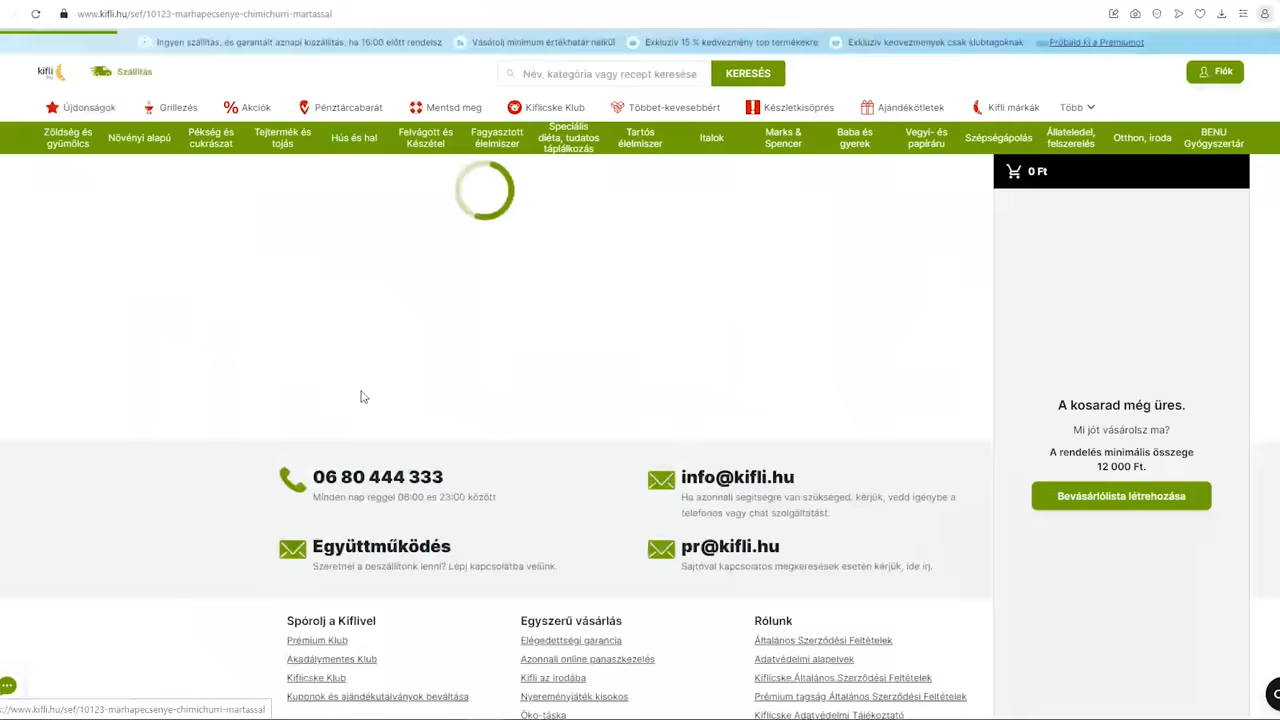 www.kifli.hu/sef/10123-marhapecsenye-chimichurri-martassal
Ingyen szállítás, és garantált aznapi kiszállítás, ha 16:00 előtt rendelsz
Vásárolj minimum értékhatár nélkül
Exkluzív 15 % kedvezmény top termékekre
Exkluzív kedvezmények csak klubtagoknak
Próbáld ki a Prémiumot
kifli
HU
Szállítás
Név, kategória vagy recept keresése
KERESÉS
Fiók
Újdonságok
Grillezés
Akciók
Pénztárcabarát
Mentsd meg
Kiflicske Klub
Többet-kevesebbért
Készletkisöprés
Ajándékötletek
Kifli márkák
Több
Zöldség és
gyümölcs
Növényi alapú
Pékség és
cukrászat
Tejtermék és
tojás
Hús és hal
Felvágott és
Készétel
Fagyasztott
élelmiszer
Speciális
diéta, tudatos
táplálkozás
Tartós
élelmiszer
Italok
Marks &
Spencer
Baba és
gyerek
Vegyi- és
papíráru
Szépségápolás
Állateledel,
felszerelés
Otthon, iroda
BENU
Gyógyszertár
0 Ft
A kosarad még üres.
Mi jót vásárolsz ma?
A rendelés minimális összege
12 000 Ft.
Bevásárlólista létrehozása
06 80 444 333
Minden nap reggel 06:00 és 23:00 között
info@kifli.hu
Ha azonnali segítségre van szükséged, kérjük, vedd igénybe a
telefonos vagy chat szolgáltatást.
Együttműködés
Szeretnél a beszállítónk lenni? Lépj kapcsolatba velünk.
pr@kifli.hu
Sajtóval kapcsolatos megkeresések esetén kérjük, ide írj.
Spórolj a Kiflivel
Prémium Klub
Akadálymentes Klub
Kiflicske Klub
Kuponok és ajándékutalványok beváltása
Egyszerű vásárlás
Elégedettségi garancia
Azonnali online panaszkezelés
Kifli az irodába
Nyereményjáték kisokos
Öko-táska
Rólunk
Általános Szerződési Feltételek
Adatvédelmi alapelvek
Kiflicske Általános Szerződési Feltételek
Prémium tagság Általános Szerződési Feltételek
Kiflicske Adatvédelmi Tájékoztató
s://www.kifli.hu/sef/10123-marhapecsenye-chimichurri-martassal